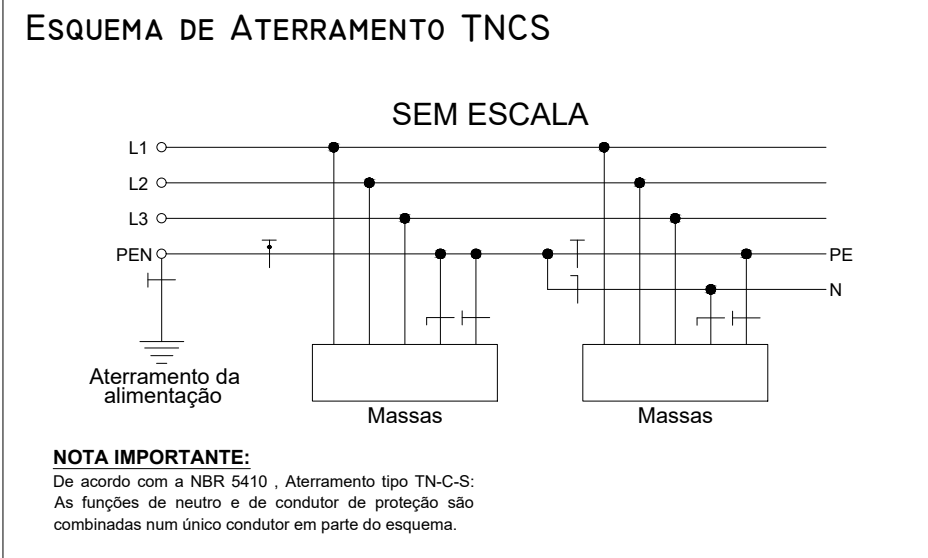 ESQUEMA DE ATERRAMENTO TNCS
SEM ESCALA
L1
L2
L3
PEN
PE
N
Aterramento da
alimentação
Massas
Massas
NOTA IMPORTANTE:
De acordo com a NBR 5410 , Aterramento tipo TN-C-S:
As funções de neutro e de condutor de proteção são
combinadas num único condutor em parte do esquema.